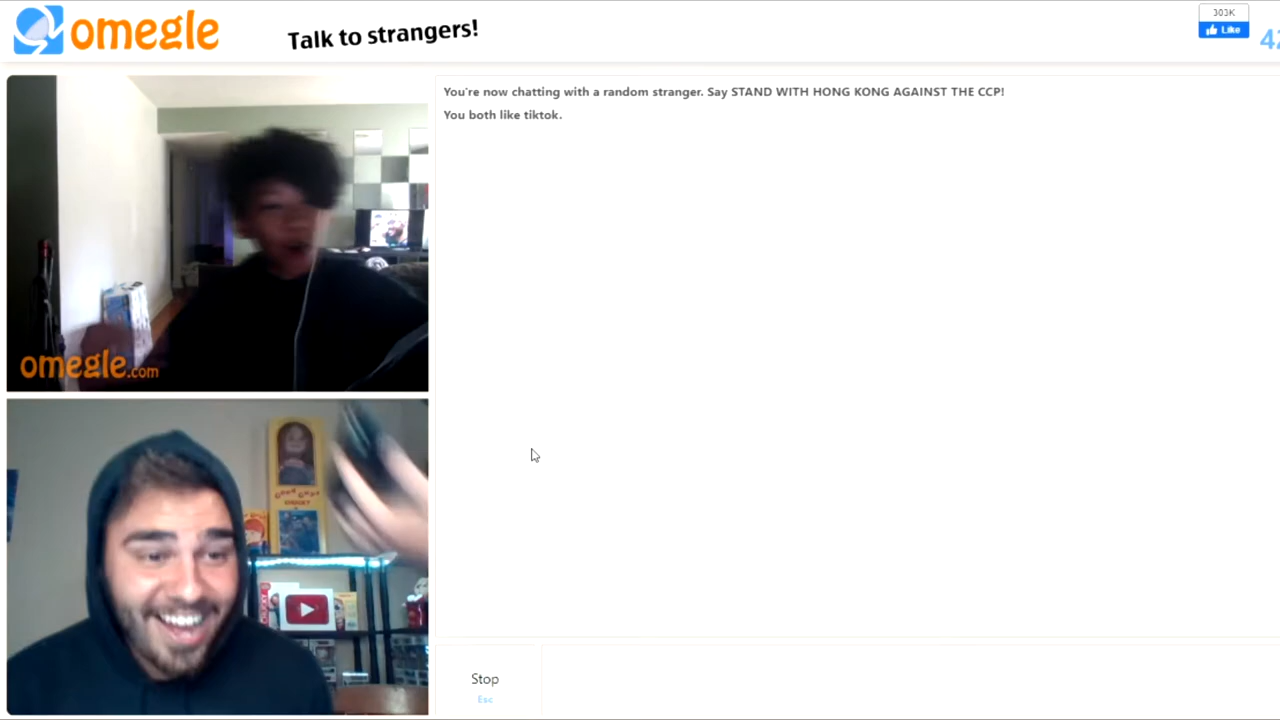 omegle
Talk to strangers!
303K
Like
42
You're now chatting with a random stranger. Say STAND WITH HONG KONG AGAINST THE CCP!
You both like tiktok.
omegle.com
Stop
Esc